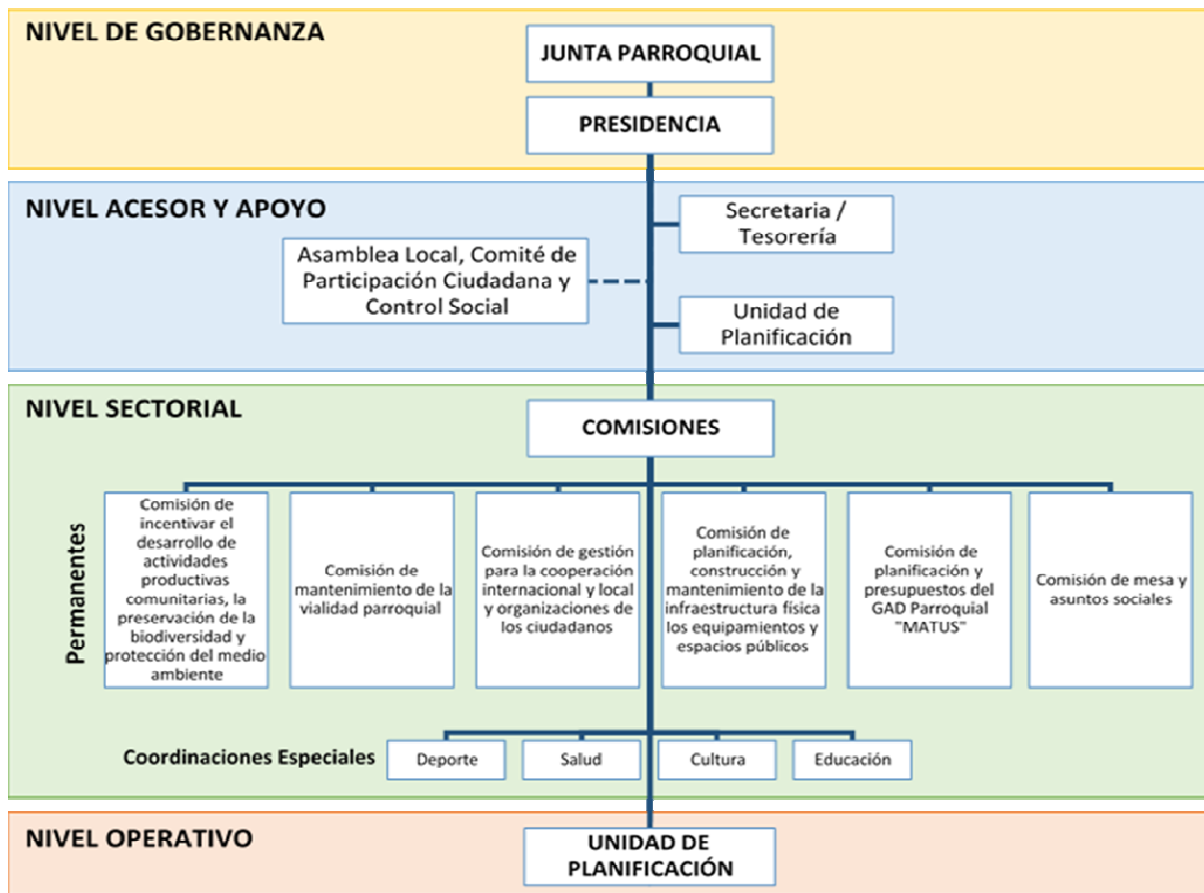 NIVEL DE GOBERNANZA
JUNTA PARROQUIAL
PRESIDENCIA
NIVEL ACESOR Y APOYO
Secretaria /
Tesorería
Asamblea Local, Comité de
Participación Ciudadana y
Control Social
Unidad de
Planificación
NIVEL SECTORIAL
COMISIONES
Permanentes
Comisión de
incentivar el
desarrollo de
actividades
productivas
comunitarias, la
preservación de la
biodiversidad y
protección del medio
ambiente
Comisión de
mantenimiento de la
vialidad parroquial
Comisión de gestión
para la cooperación
internacional y local
y organizaciones de
los ciudadanos
Comisión de
planificación,
construcción y
mantenimiento de la
infraestructura física
los equipamientos y
espacios públicos
Comisión de
planificación y
presupuestos del
GAD Parroquial
"MATUS"
Comisión de mesa y
asuntos sociales
Coordinaciones Especiales
Deporte
Salud
Cultura
Educación
NIVEL OPERATIVO
UNIDAD DE
PLANIFICACIÓN